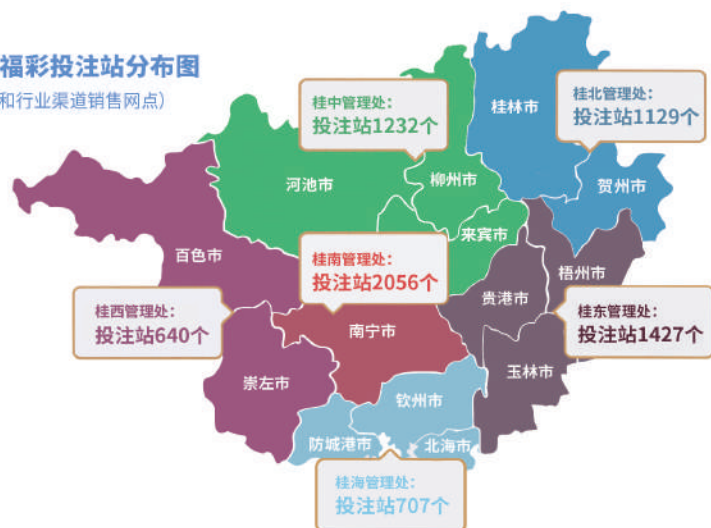 福彩投注站分布图
和行业渠道销售网点）
桂中管理处：
投注站1232个
桂林市
桂北管理处：
投注站1129个
河池市
柳州市
贺州市
来宾市
百色市
桂南管理处：
投注站2056个
梧州市
贵港市
桂西管理处：
投注站640个
南宁市
桂东管理处：
投注站1427个
崇左市
玉林市
钦州市
防城港市
北海市
桂海管理处：
投注站707个